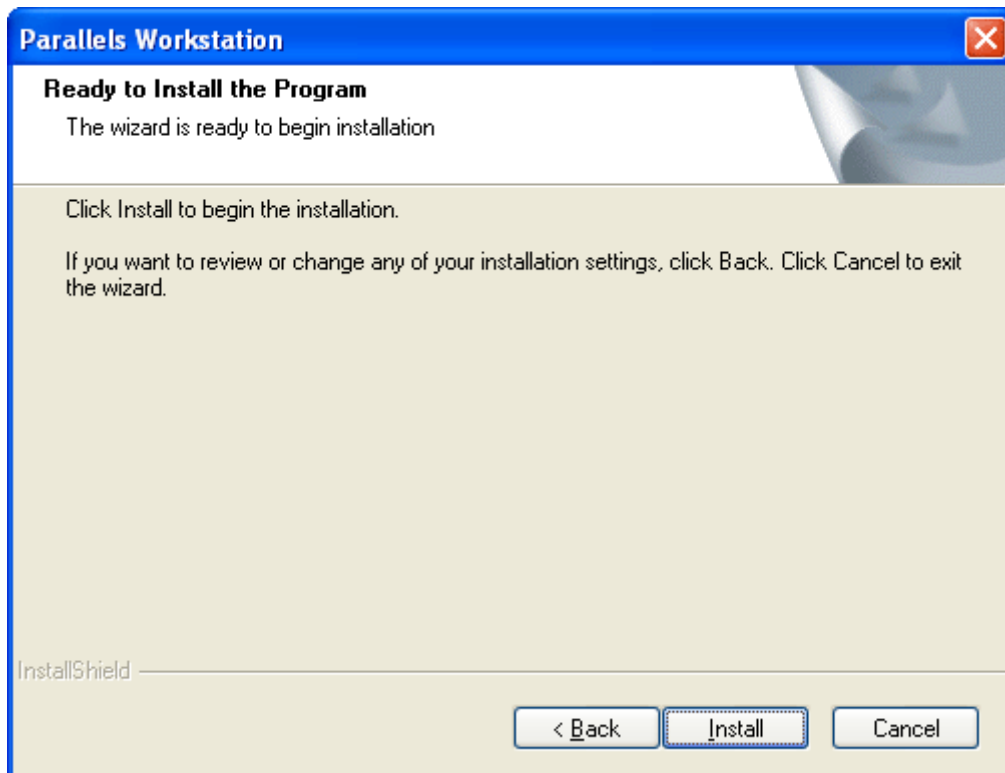 Parallels Workstation
Ready to Install the Program
The wizard is ready to begin installation
Click Install to begin the installation.
If you want to review or change any of your installation settings, click Back. Click Cancel to exit
the wizard.
InstallShield
< Back
Install
Cancel